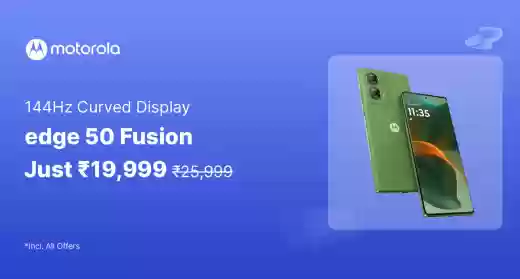 motorola
144Hz Curved Display
edge 50 Fusion
Just ₹19,999 ₹25,999
*Incl. All Offers
11:35